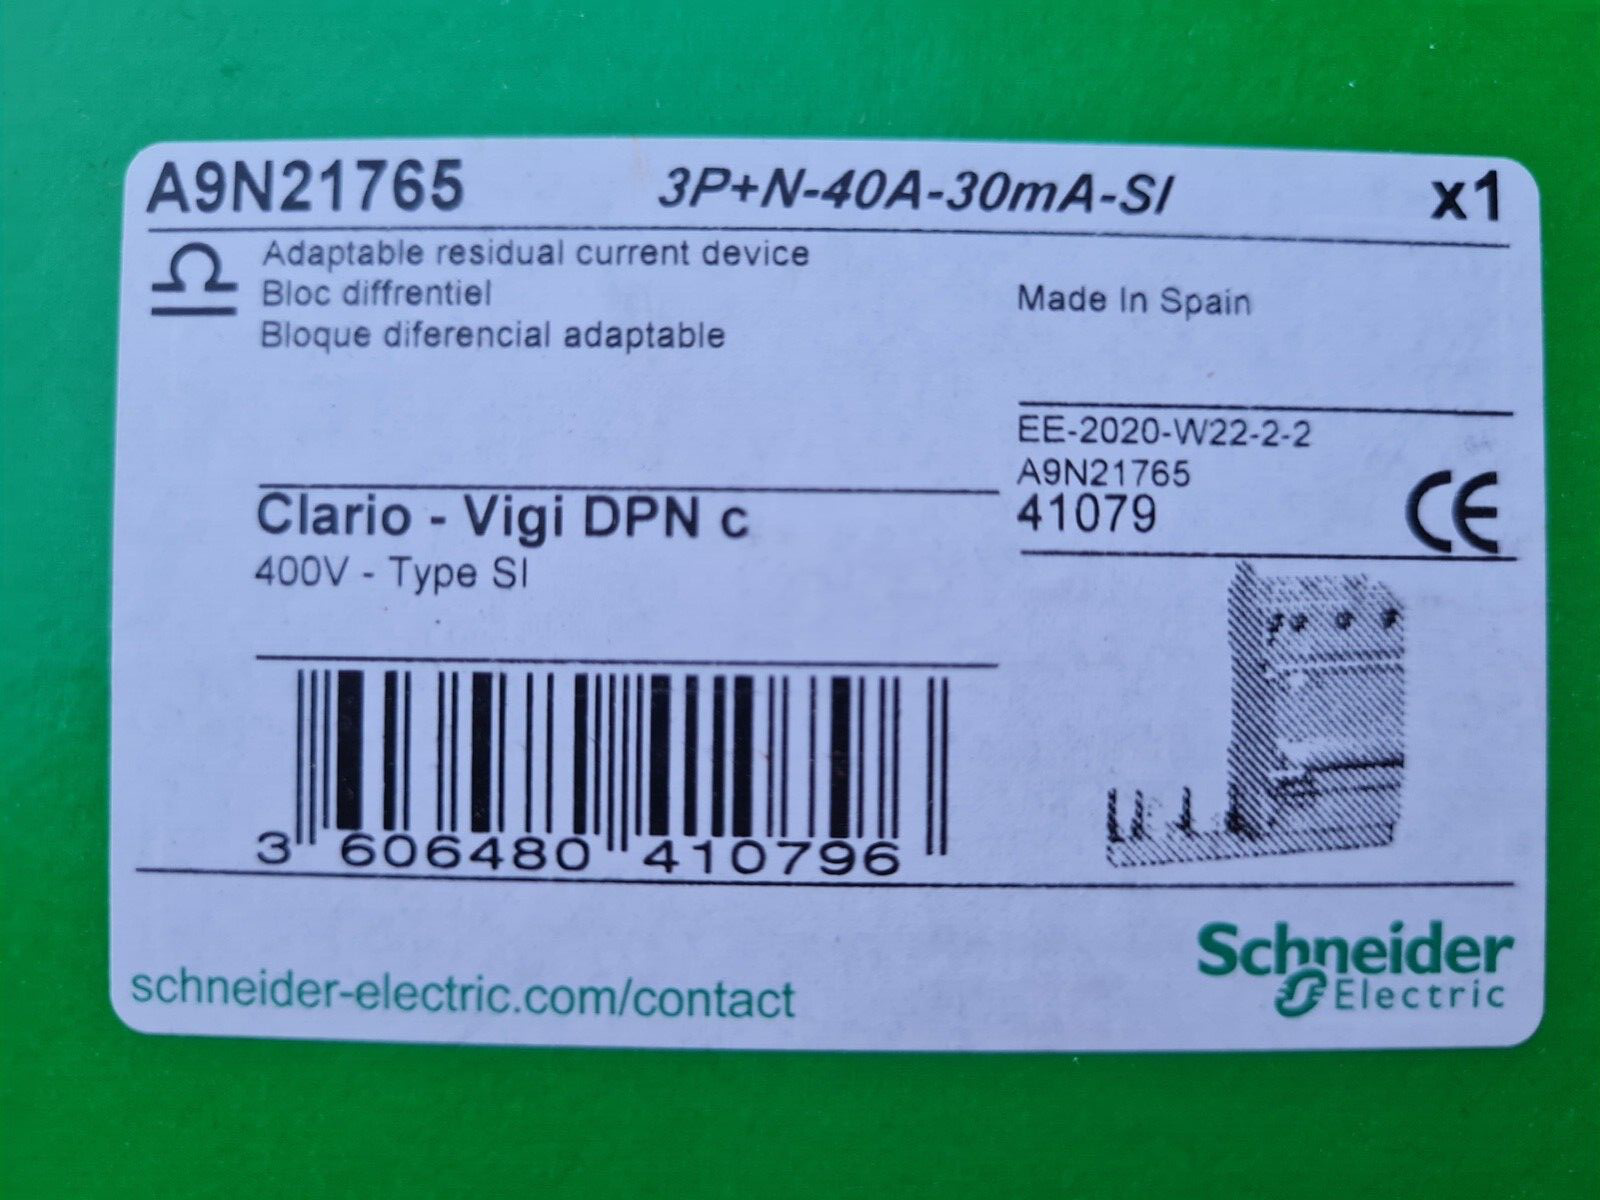 A9N21765 3P+N-40A-30mA-SI x1
Adaptable residual current device
Bloc diffrentiel
Bloque diferencial adaptable
Made In Spain
EE-2020-W22-2-2
A9N21765
41079
CE
Clario - Vigi DPN c
400V - Type SI
3 606480 410796
schneider-electric.com/contact
Schneider
Electric